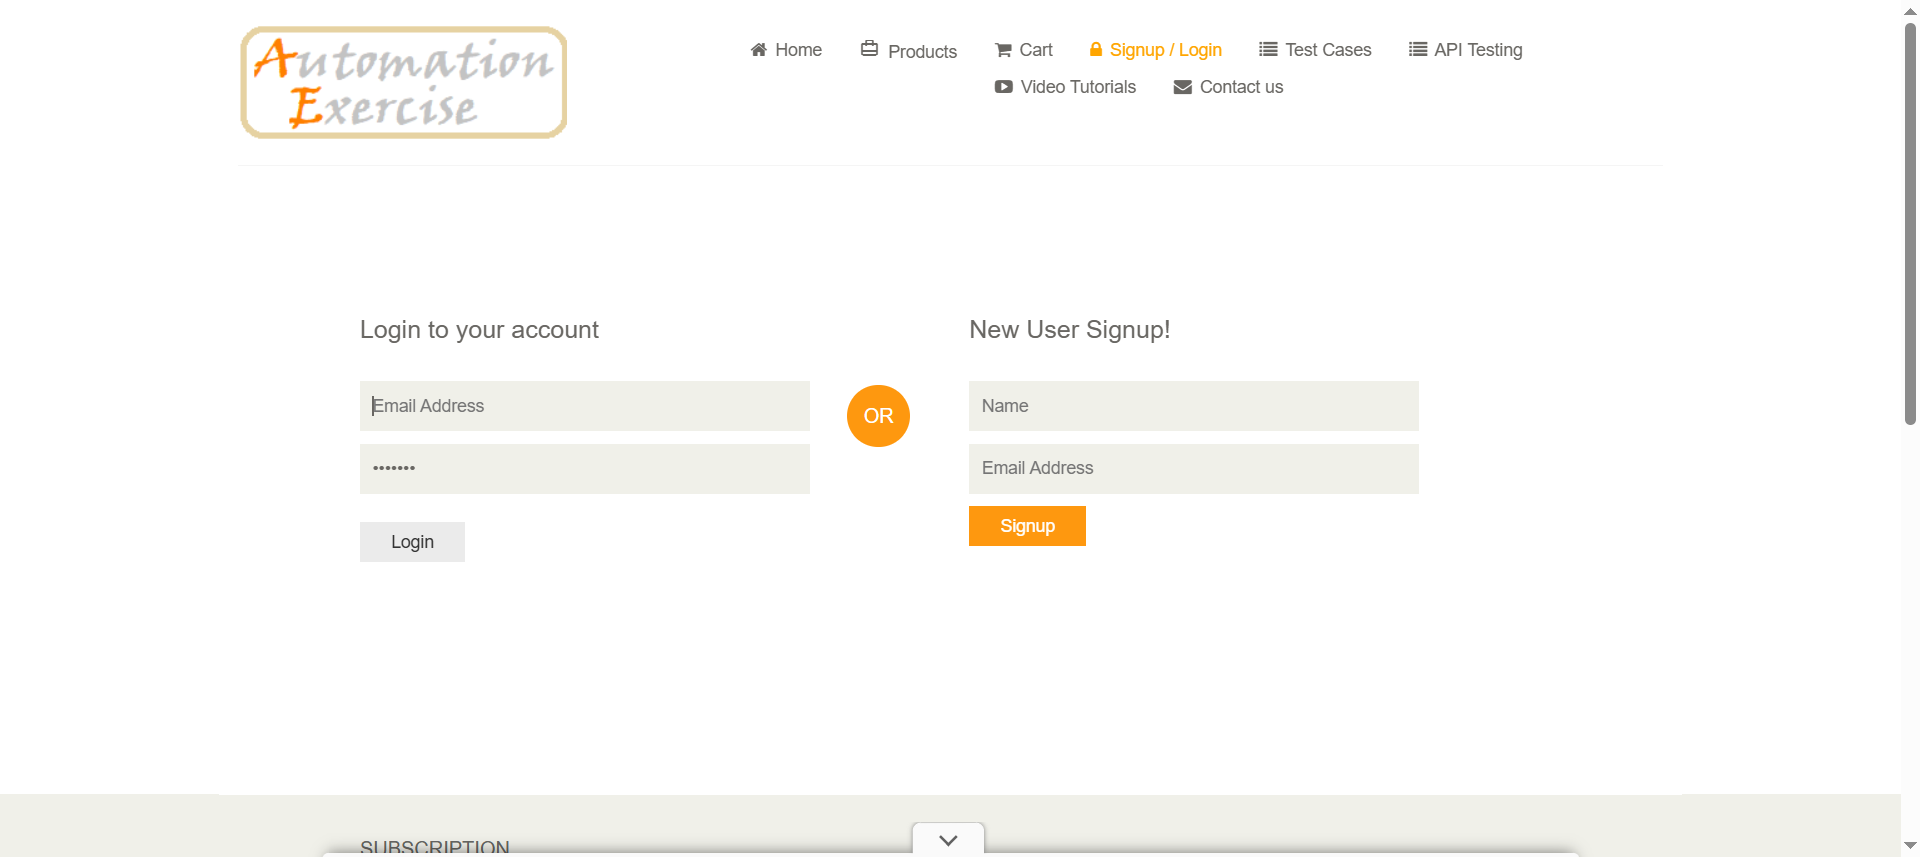 Automation
Exercise
Home
Products
Cart
Signup / Login
Test Cases
API Testing
Video Tutorials
Contact us
Login to your account
Email Address
•••••••
Login
OR
New User Signup!
Name
Email Address
Signup
SUBSCRIPTION